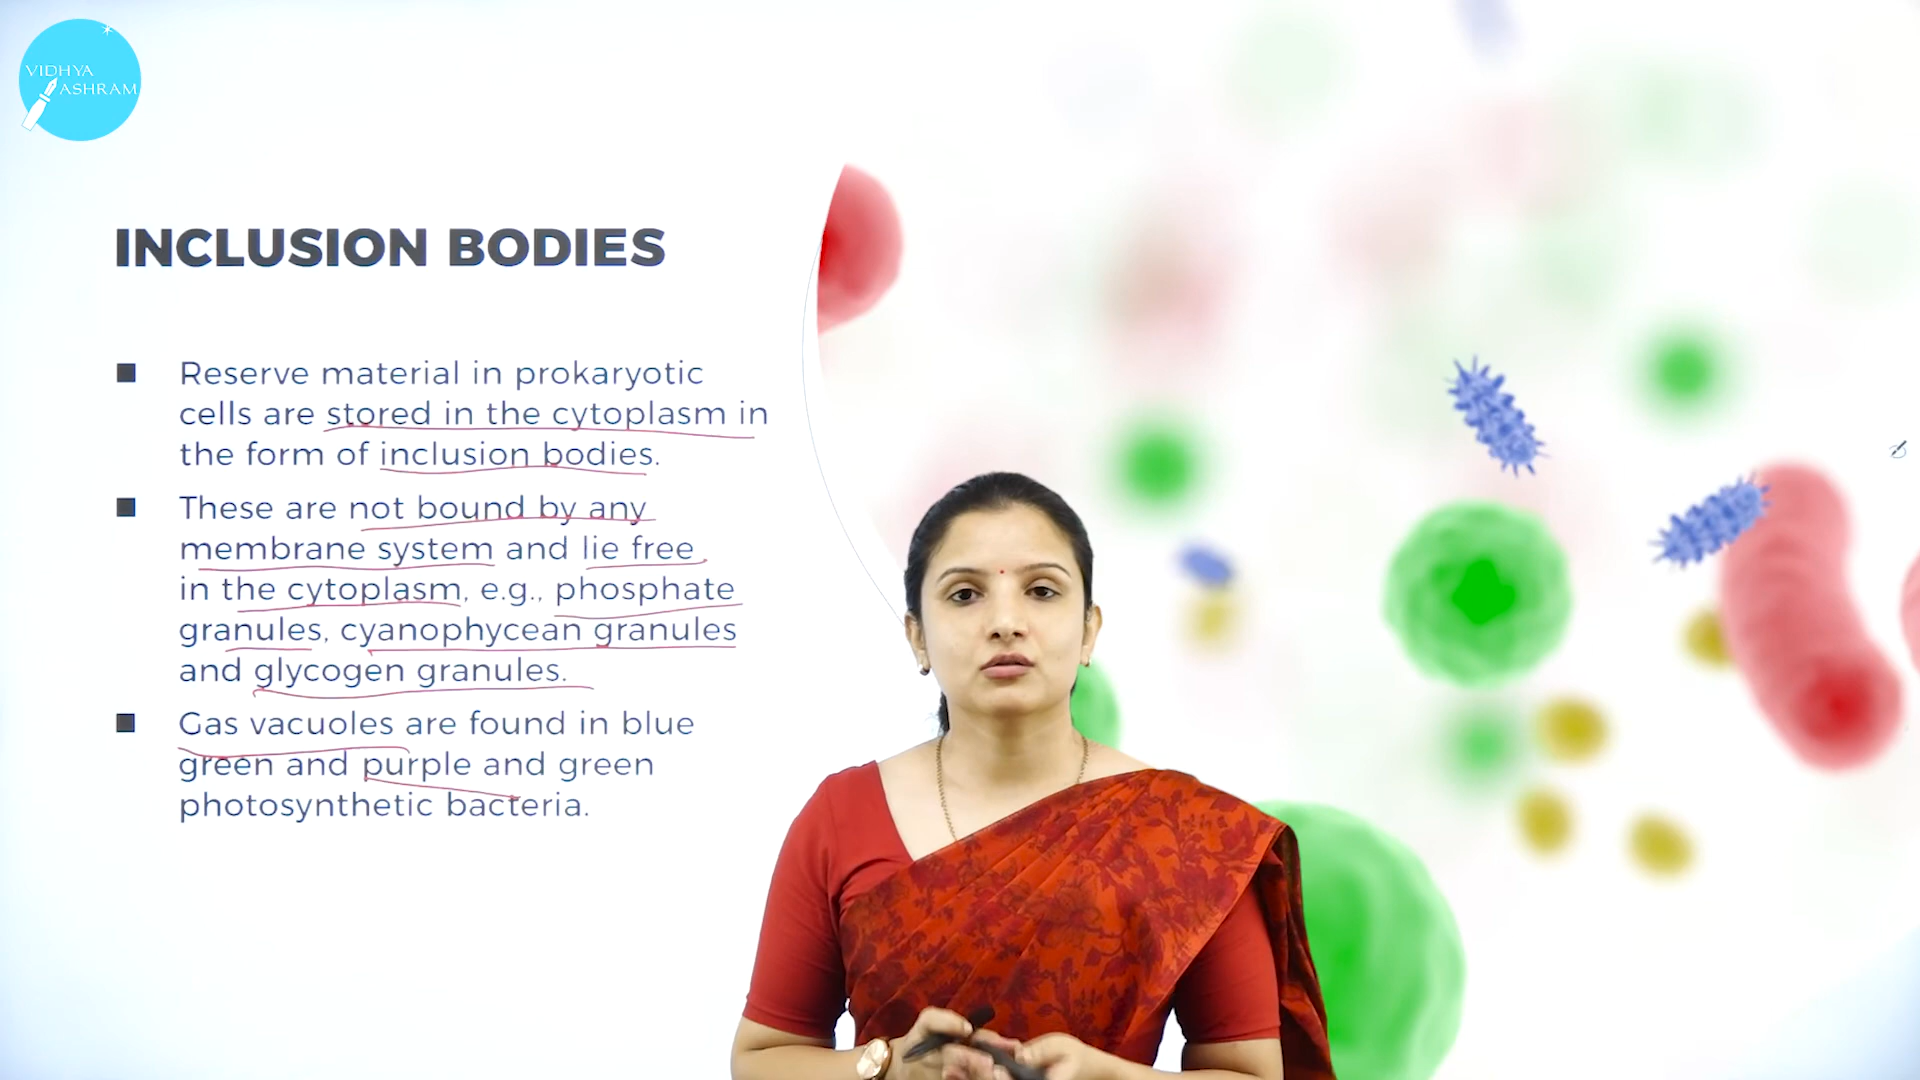 VIDHYA
ASHRAM
INCLUSION BODIES
■ Reserve material in prokaryotic
cells are stored in the cytoplasm in
the form of inclusion bodies.
■ These are not bound by any
membrane system and lie free
in the cytoplasm, e.g., phosphate
granules, cyanophycean granules
and glycogen granules.
■ Gas vacuoles are found in blue
green and purple and green
photosynthetic bacteria.